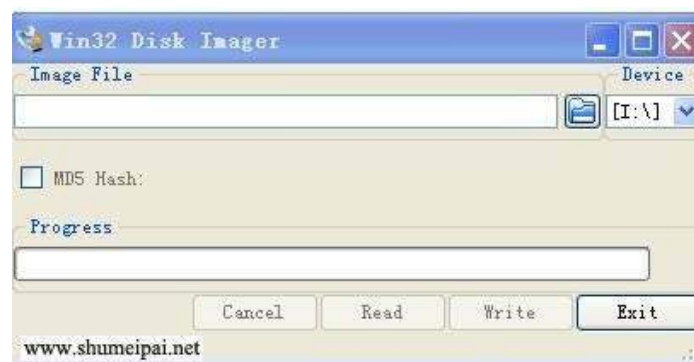 Win32 Disk Imager
Image File
Device
[I:\]
MD5 Hash:
Progress
Cancel Read Write Exit
www.shumeipai.net